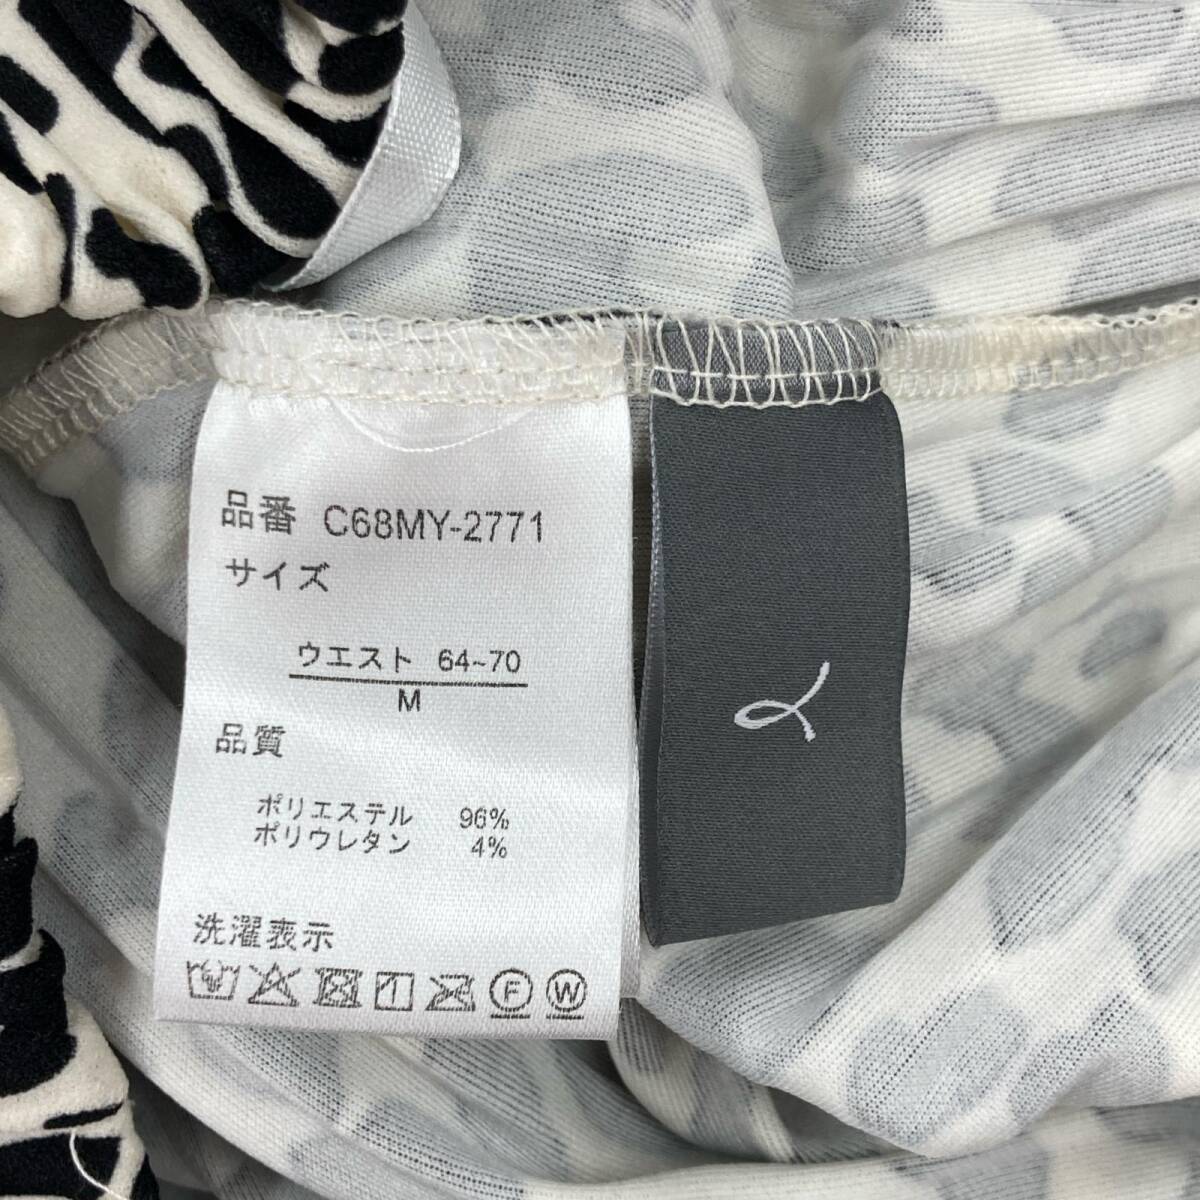 品番 C68MY-2771
サイズ
ウエスト 64~70
M
品質
ポリエステル 96%
ポリウレタン 4%
洗濯表示
F W